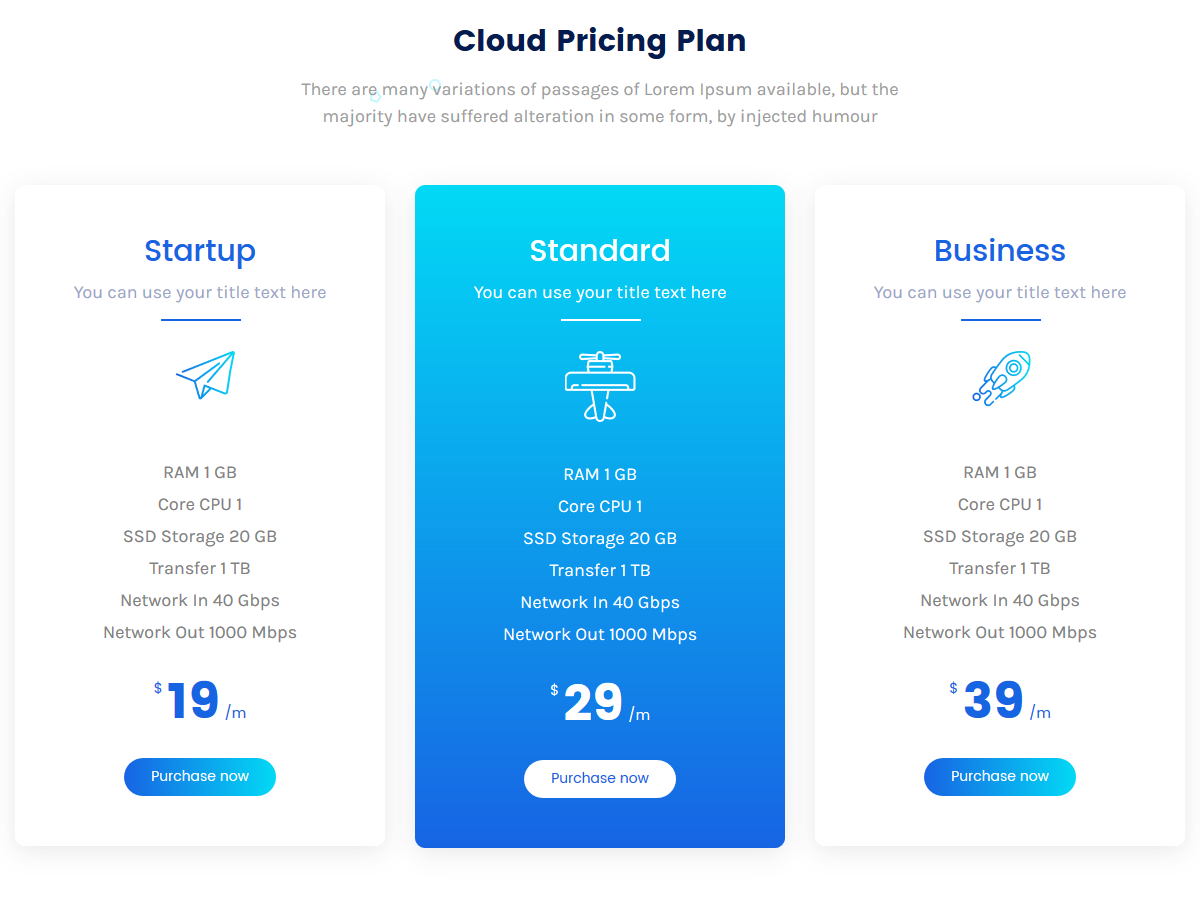 Cloud Pricing Plan
There are many variations of passages of Lorem Ipsum available, but the
majority have suffered alteration in some form, by injected humour
Startup
You can use your title text here
RAM 1 GB
Core CPU 1
SSD Storage 20 GB
Transfer 1 TB
Network In 40 Gbps
Network Out 1000 Mbps
$19 /m
Purchase now
Standard
You can use your title text here
RAM 1 GB
Core CPU 1
SSD Storage 20 GB
Transfer 1 TB
Network In 40 Gbps
Network Out 1000 Mbps
$29 /m
Purchase now
Business
You can use your title text here
RAM 1 GB
Core CPU 1
SSD Storage 20 GB
Transfer 1 TB
Network In 40 Gbps
Network Out 1000 Mbps
$39 /m
Purchase now